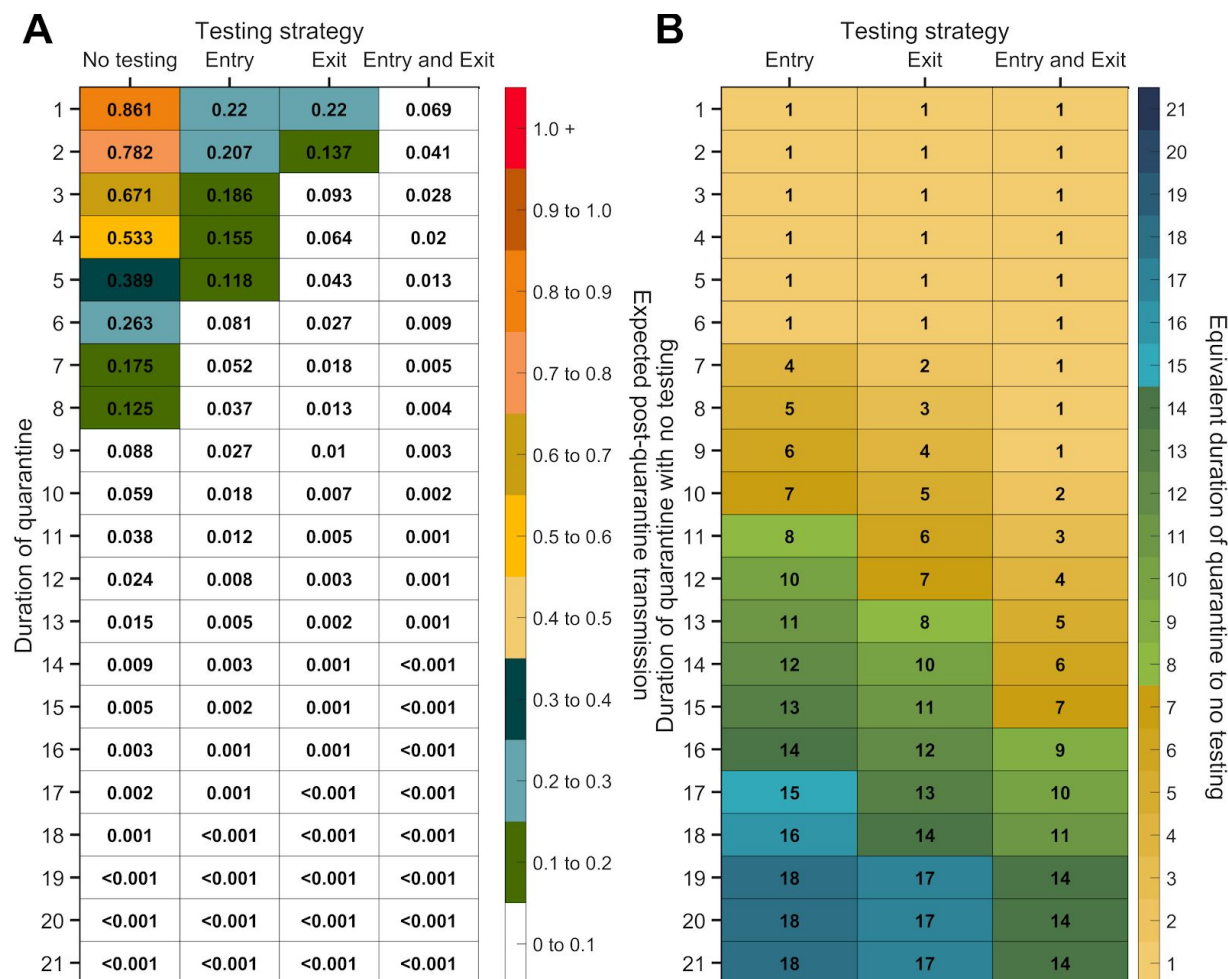 A
Testing strategy
No testing Entry Exit Entry and Exit
1 0.861 0.22 0.22 0.069
2 0.782 0.207 0.137 0.041
3 0.671 0.186 0.093 0.028
4 0.533 0.155 0.064 0.02
5 0.389 0.118 0.043 0.013
6 0.263 0.081 0.027 0.009
7 0.175 0.052 0.018 0.005
8 0.125 0.037 0.013 0.004
9 0.088 0.027 0.01 0.003
10 0.059 0.018 0.007 0.002
11 0.038 0.012 0.005 0.001
12 0.024 0.008 0.003 0.001
13 0.015 0.005 0.002 0.001
14 0.009 0.003 0.001 <0.001
15 0.005 0.002 0.001 <0.001
16 0.003 0.001 0.001 <0.001
17 0.002 0.001 <0.001 <0.001
18 0.001 <0.001 <0.001 <0.001
19 <0.001 <0.001 <0.001 <0.001
20 <0.001 <0.001 <0.001 <0.001
21 <0.001 <0.001 <0.001 <0.001
Duration of quarantine
1.0 +
0.9 to 1.0
0.8 to 0.9
0.7 to 0.8
0.6 to 0.7
0.5 to 0.6
0.4 to 0.5
0.3 to 0.4
0.2 to 0.3
0.1 to 0.2
0 to 0.1
Expected post-quarantine transmission
B
Testing strategy
Entry Exit Entry and Exit
1 1 1
1 1 1
1 1 1
1 1 1
1 1 1
1 1 1
7 4 2 1
8 5 3 1
9 6 4 1
10 7 5 2
11 8 6 3
12 10 7 4
13 11 8 5
14 12 10 6
15 13 11 7
16 14 12 9
17 15 13 10
18 16 14 11
19 18 17 14
20 18 17 14
21 18 17 14
Duration of quarantine with no testing
21
20
19
18
17
16
15
14
13
12
11
10
9
8
7
6
5
4
3
2
1
Equivalent duration of quarantine to no testing